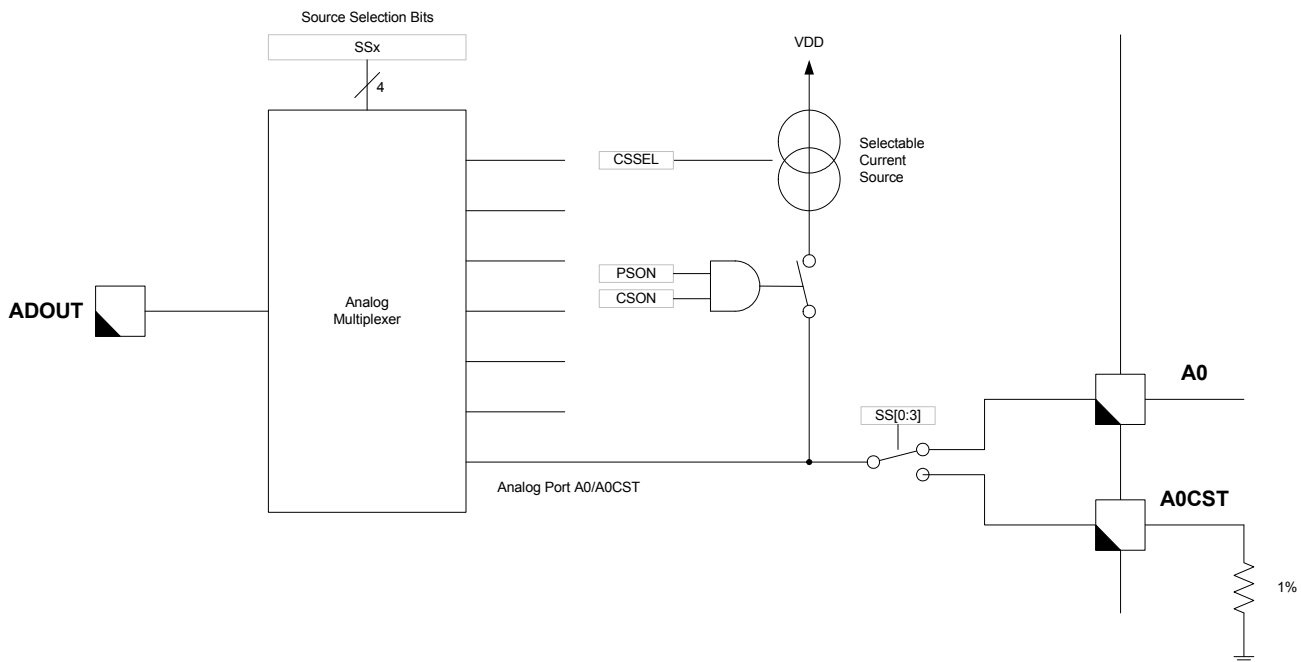 Source Selection Bits
SSx
4
VDD
CSSEL
Selectable
Current
Source
PSON
CSON
ADOUT
Analog
Multiplexer
A0
SS[0:3]
Analog Port A0/A0CST
A0CST
1%